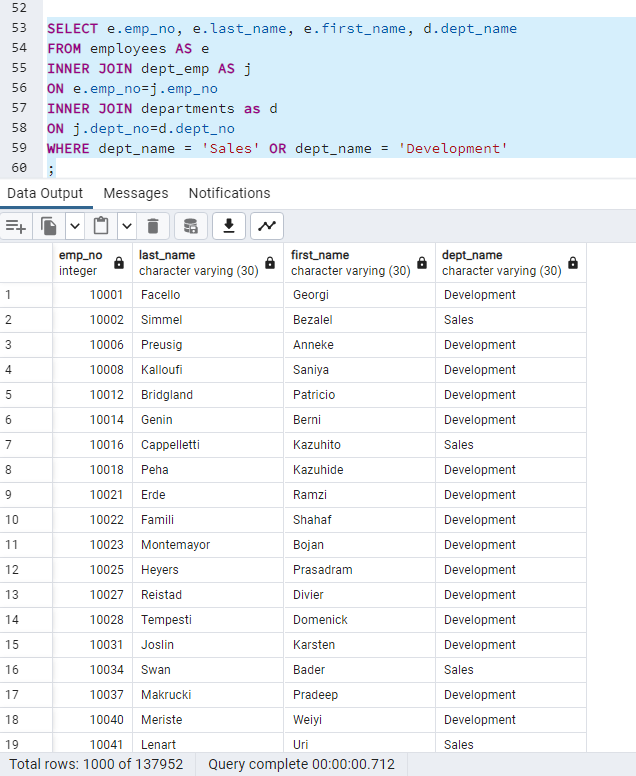 52
53 SELECT e.emp_no, e.last_name, e.first_name, d.dept_name
54 FROM employees AS e
55 INNER JOIN dept_emp AS j
56 ON e.emp_no=j.emp_no
57 INNER JOIN departments as d
58 ON j.dept_no=d.dept_no
59 WHERE dept_name = 'Sales' OR dept_name = 'Development'
60 ;
Data Output Messages Notifications
emp_no last_name first_name dept_name
integer character varying (30) character varying (30) character varying (30)
1 10001 Facello Georgi Development
2 10002 Simmel Bezalel Sales
3 10006 Preusig Anneke Development
4 10008 Kalloufi Saniya Development
5 10012 Bridgland Patricio Development
6 10014 Genin Berni Development
7 10016 Cappelletti Kazuhito Sales
8 10018 Peha Kazuhide Development
9 10021 Erde Ramzi Development
10 10022 Famili Shahaf Development
11 10023 Montemayor Bojan Development
12 10025 Heyers Prasadram Development
13 10027 Reistad Divier Development
14 10028 Tempesti Domenick Development
15 10031 Joslin Karsten Development
16 10034 Swan Bader Sales
17 10037 Makrucki Pradeep Development
18 10040 Meriste Weiyi Development
19 10041 Lenart Uri Sales
Total rows: 1000 of 137952 Query complete 00:00:00.712